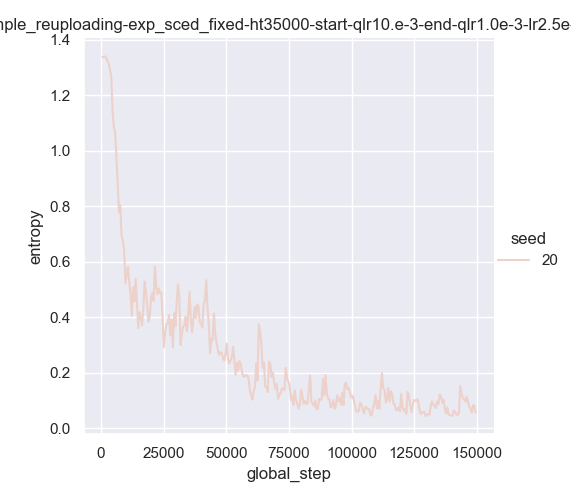 mple_reuploading-exp_sced_fixed-ht35000-start-qlr10.e-3-end-qlr1.0e-3-lr2.5e-
1.4
1.2
1.0
0.8
0.6
0.4
0.2
0.0
entropy
0 25000 50000 75000 100000 125000 150000
global_step
seed
20